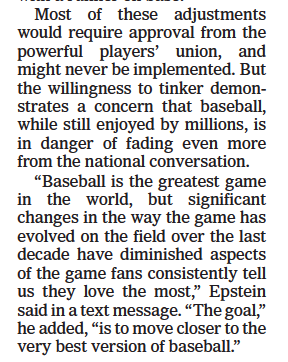 Most of these adjustments
would require approval from the
powerful players’ union, and
might never be implemented. But
the willingness to tinker demon-
strates a concern that baseball,
while still enjoyed by millions, is
in danger of fading even more
from the national conversation.
“Baseball is the greatest game
in the world, but significant
changes in the way the game has
evolved on the field over the last
decade have diminished aspects
of the game fans consistently tell
us they love the most,” Epstein
said in a text message. “The goal,”
he added, “is to move closer to the
very best version of baseball.”